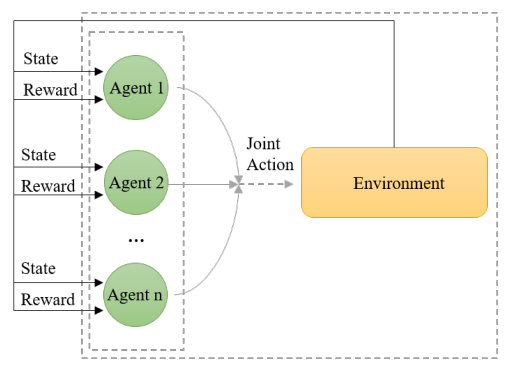 State
Reward
Agent 1
State
Reward
Agent 2
Joint
Action
Environment
...
State
Reward
Agent n